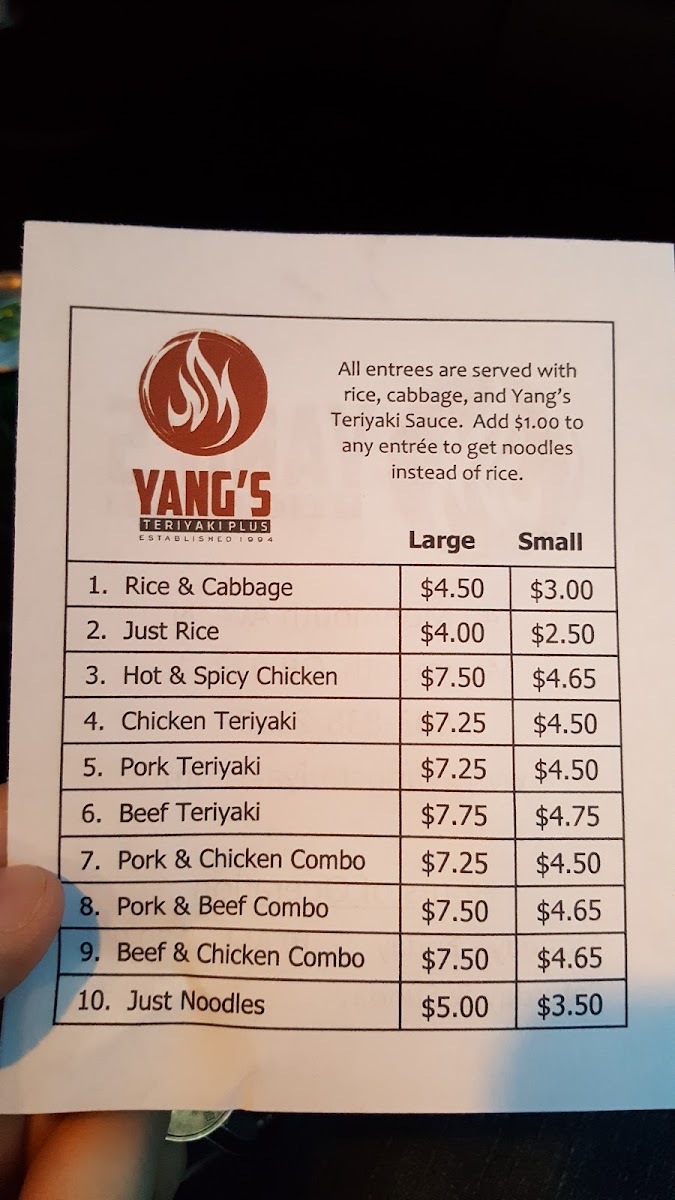 All entrees are served with
rice, cabbage, and Yang's
Teriyaki Sauce. Add $1.00 to
any entrée to get noodles
instead of rice.
YANG'S
TERIYAKI PLUS
ESTABLISHED 1994
Large Small
1. Rice & Cabbage $4.50 $3.00
2. Just Rice $4.00 $2.50
3. Hot & Spicy Chicken $7.50 $4.65
4. Chicken Teriyaki $7.25 $4.50
5. Pork Teriyaki $7.25 $4.50
6. Beef Teriyaki $7.75 $4.75
7. Pork & Chicken Combo $7.25 $4.50
8. Pork & Beef Combo $7.50 $4.65
9. Beef & Chicken Combo $7.50 $4.65
10. Just Noodles $5.00 $3.50